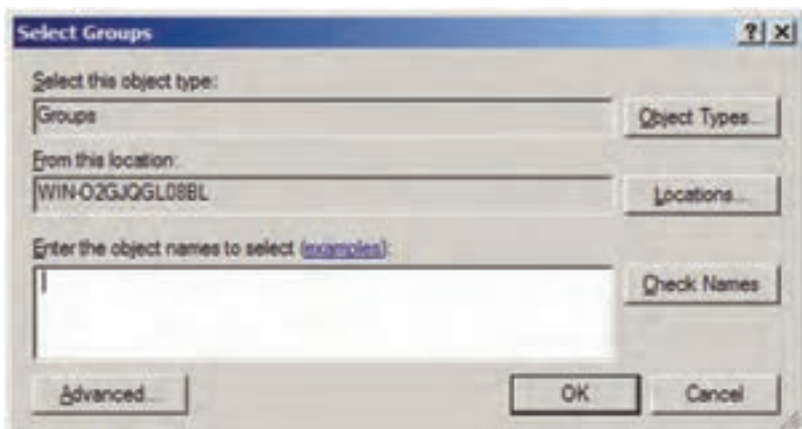 Select Groups
Select this object type:
Groups
Object Types...
From this location:
WIN-O2GJQGL08BL
Locations...
Enter the object names to select (examples):
Check Names
Advanced...
OK
Cancel